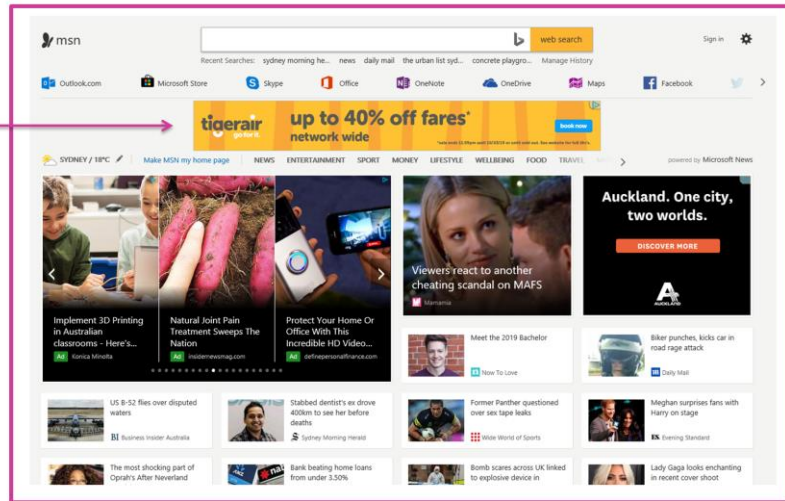 msn
web search
Sign in
Recent Searches: sydney morning he... news daily mail the urban list syd... concrete playgro... Manage History
Outlook.com Microsoft Store Skype Office OneNote OneDrive Maps Facebook
tigerair
go for it.
up to 40% off fares*
network wide
book now
SYDNEY / 18°C Make MSN my home page NEWS ENTERTAINMENT SPORT MONEY LIFESTYLE WELLBEING FOOD TRAVEL powered by Microsoft News
Implement 3D Printing
in Australian
classrooms - Here's...
Ad Konica Minolta
Natural Joint Pain
Treatment Sweeps The
Nation
Ad insidenewsmag.com
Protect Your Home Or
Office With This
Incredible HD Video...
Ad definepersonalfinance.com
Viewers react to another
cheating scandal on MAFS
Mamamia
Auckland. One city,
two worlds.
DISCOVER MORE
AUCKLAND
Meet the 2019 Bachelor
Now To Love
Biker punches, kicks car in
road rage attack
Daily Mail
US B-52 flies over disputed
waters
BI Business Insider Australia
Stabbed dentist's ex drove
400km to see her before
deaths
S Sydney Morning Herald
Former Panther questioned
over sex tape leaks
Wide World of Sports
Meghan surprises fans with
Harry on stage
ES Evening Standard
The most shocking part of
Oprah's After Neverland
Bank beating home loans
from under 3.50%
Bomb scares across UK linked
to explosive device in
Lady Gaga looks enchanting
in recent cover shoot